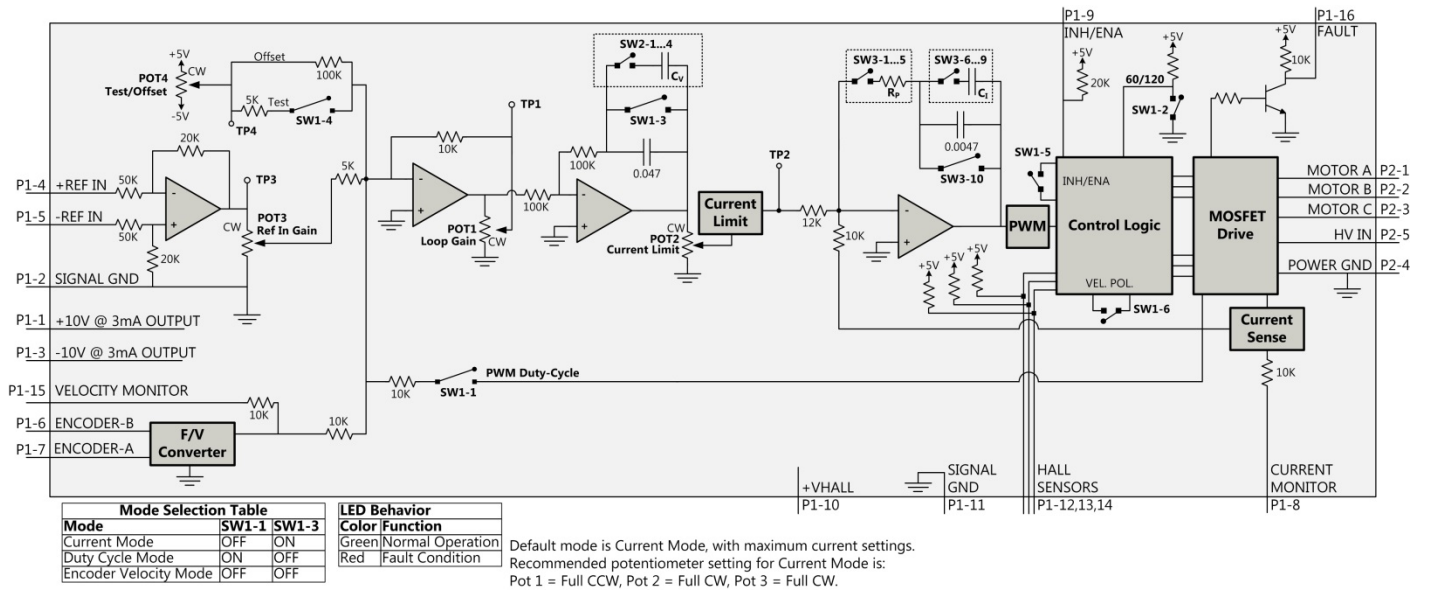 P1-9
INH/ENA
P1-16
FAULT
SW2-1...4
Cv
SW3-1...5
RP
SW3-6...9
CI
+5V
+5V
+5V
+5V
Offset
100K
10K
20K
60/120
SW1-2
POT4
Test/Offset
CW
-5V
5K
Test
SW1-4
TP4
TP1
SW1-3
0.0047
SW3-10
20K
10K
100K
0.047
TP2
SW1-5
P1-4
+REF IN
50K
-
+
TP3
5K
-
+
-
+
Current
Limit
-
+
INH/ENA
Control Logic
MOSFET
Drive
MOTOR A
P2-1
MOTOR B
P2-2
MOTOR C
P2-3
P1-5
-REF IN
50K
CW
POT3
Ref In Gain
POT1
Loop Gain
CW
100K
CW
POT2
Current Limit
12K
10K
PWM
HV IN
P2-5
20K
+5V
+5V
+5V
P1-2
SIGNAL GND
POWER GND
P2-4
VEL. POL.
SW1-6
P1-1
+10V @ 3mA OUTPUT
Current
Sense
P1-3
-10V @ 3mA OUTPUT
PWM Duty-Cycle
10K
SW1-1
10K
P1-15
VELOCITY MONITOR
10K
P1-6
ENCODER-B
F/V
Converter
10K
P1-7
ENCODER-A
+VHALL
P1-10
SIGNAL
GND
P1-11
HALL
SENSORS
P1-12,13,14
CURRENT
MONITOR
P1-8
Mode Selection Table
Mode SW1-1 SW1-3
Current Mode OFF ON
Duty Cycle Mode ON OFF
Encoder Velocity Mode OFF OFF
LED Behavior
Color Function
Green Normal Operation
Red Fault Condition
Default mode is Current Mode, with maximum current settings.
Recommended potentiometer setting for Current Mode is:
Pot 1 = Full CCW, Pot 2 = Full CW, Pot 3 = Full CW.